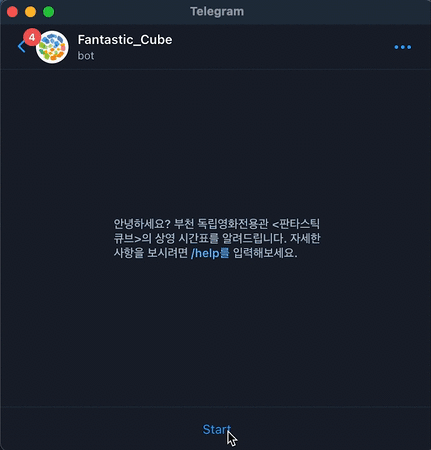 Telegram
4
Fantastic_Cube
bot
안녕하세요? 부천 독립영화전용관 <판타스틱
큐브>의 상영 시간표를 알려드립니다. 자세한
사항을 보시려면 /help를 입력해보세요.
Start